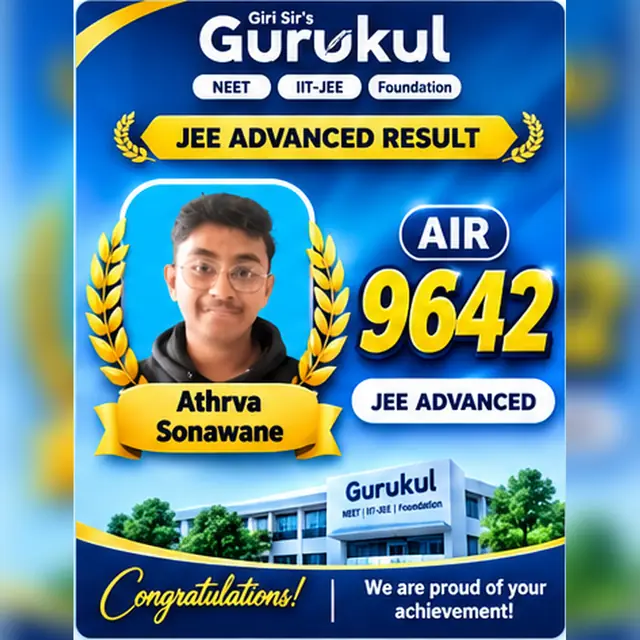 Giri Sir's
Gurukul
NEET
IIT-JEE
Foundation
JEE ADVANCED RESULT
AIR
9642
JEE ADVANCED
Athrva
Sonawane
Gurukul
NEET | IIT-JEE | Foundation
Congratulations!
We are proud of your
achievement!